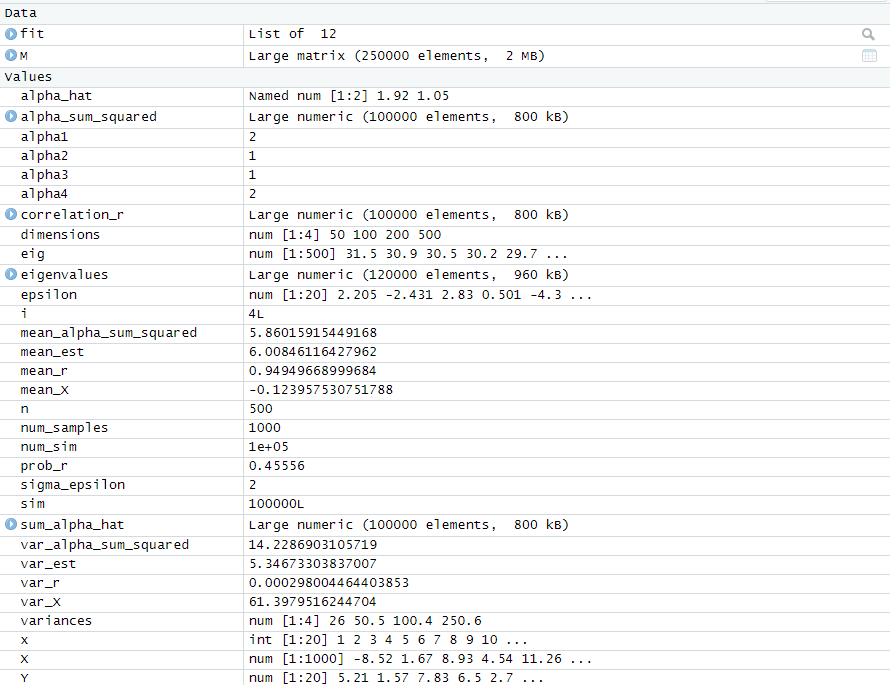 Data
fit List of 12
M Large matrix (250000 elements, 2 MB)
Values
alpha_hat Named num [1:2] 1.92 1.05
alpha_sum_squared Large numeric (100000 elements, 800 kB)
alpha1 2
alpha2 1
alpha3 1
alpha4 2
correlation_r Large numeric (100000 elements, 800 kB)
dimensions num [1:4] 50 100 200 500
eig num [1:500] 31.5 30.9 30.5 30.2 29.7 ...
eigenvalues Large numeric (120000 elements, 960 kB)
epsilon num [1:20] 2.205 -2.431 2.83 0.501 -4.3 ...
i 4L
mean_alpha_sum_squared 5.86015915449168
mean_est 6.00846116427962
mean_r 0.94949668999684
mean_X -0.123957530751788
n 500
num_samples 1000
num_sim 1e+05
prob_r 0.45556
sigma_epsilon 2
sim 100000L
sum_alpha_hat Large numeric (100000 elements, 800 kB)
var_alpha_sum_squared 14.2286903105719
var_est 5.34673303837007
var_r 0.000298004464403853
var_X 61.3979516244704
variances num [1:4] 26 50.5 100.4 250.6
x int [1:20] 1 2 3 4 5 6 7 8 9 10 ...
X num [1:1000] -8.52 1.67 8.93 4.54 11.26 ...
Y num [1:20] 5.21 1.57 7.83 6.5 2.7 ...